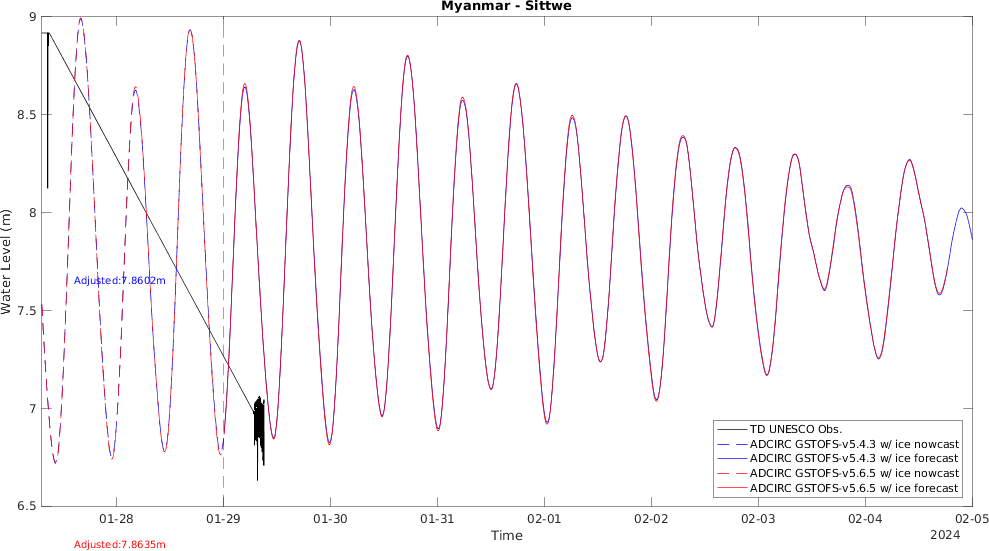 Myanmar - Sittwe
Water Level (m)
9
8.5
8
7.5
7
6.5
Adjusted:7.8602m
TD UNESCO Obs.
ADCIRC GSTOFS-v5.4.3 w/ ice nowcast
ADCIRC GSTOFS-v5.4.3 w/ ice forecast
ADCIRC GSTOFS-v5.6.5 w/ ice nowcast
ADCIRC GSTOFS-v5.6.5 w/ ice forecast
01-28 01-29 01-30 01-31 02-01 02-02 02-03 02-04 02-05
Time
2024
Adjusted:7.8635m